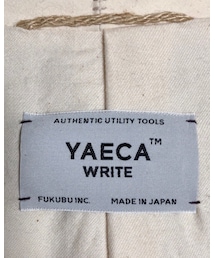 AUTHENTIC UTILITY TOOLS
YAECA™
WRITE
FUKUBU INC. MADE IN JAPAN